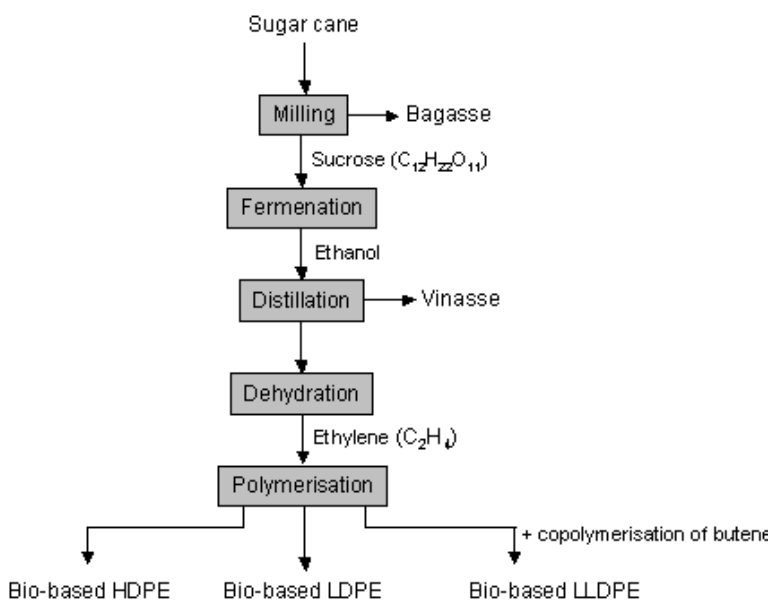 Sugar cane
Milling
Bagasse
Sucrose (C₁₂H₂₂O₁₁)
Fermenation
Ethanol
Distillation
Vinasse
Dehydration
Ethylene (C₂H₄)
Polymerisation
+ copolymerisation of butene
Bio-based HDPE
Bio-based LDPE
Bio-based LLDPE